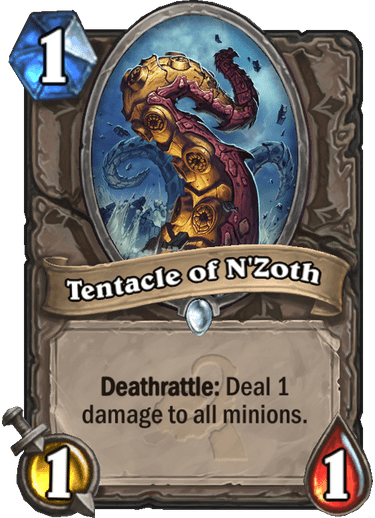 1
Tentacle of N'Zoth
Deathrattle: Deal 1
damage to all minions.
1
1